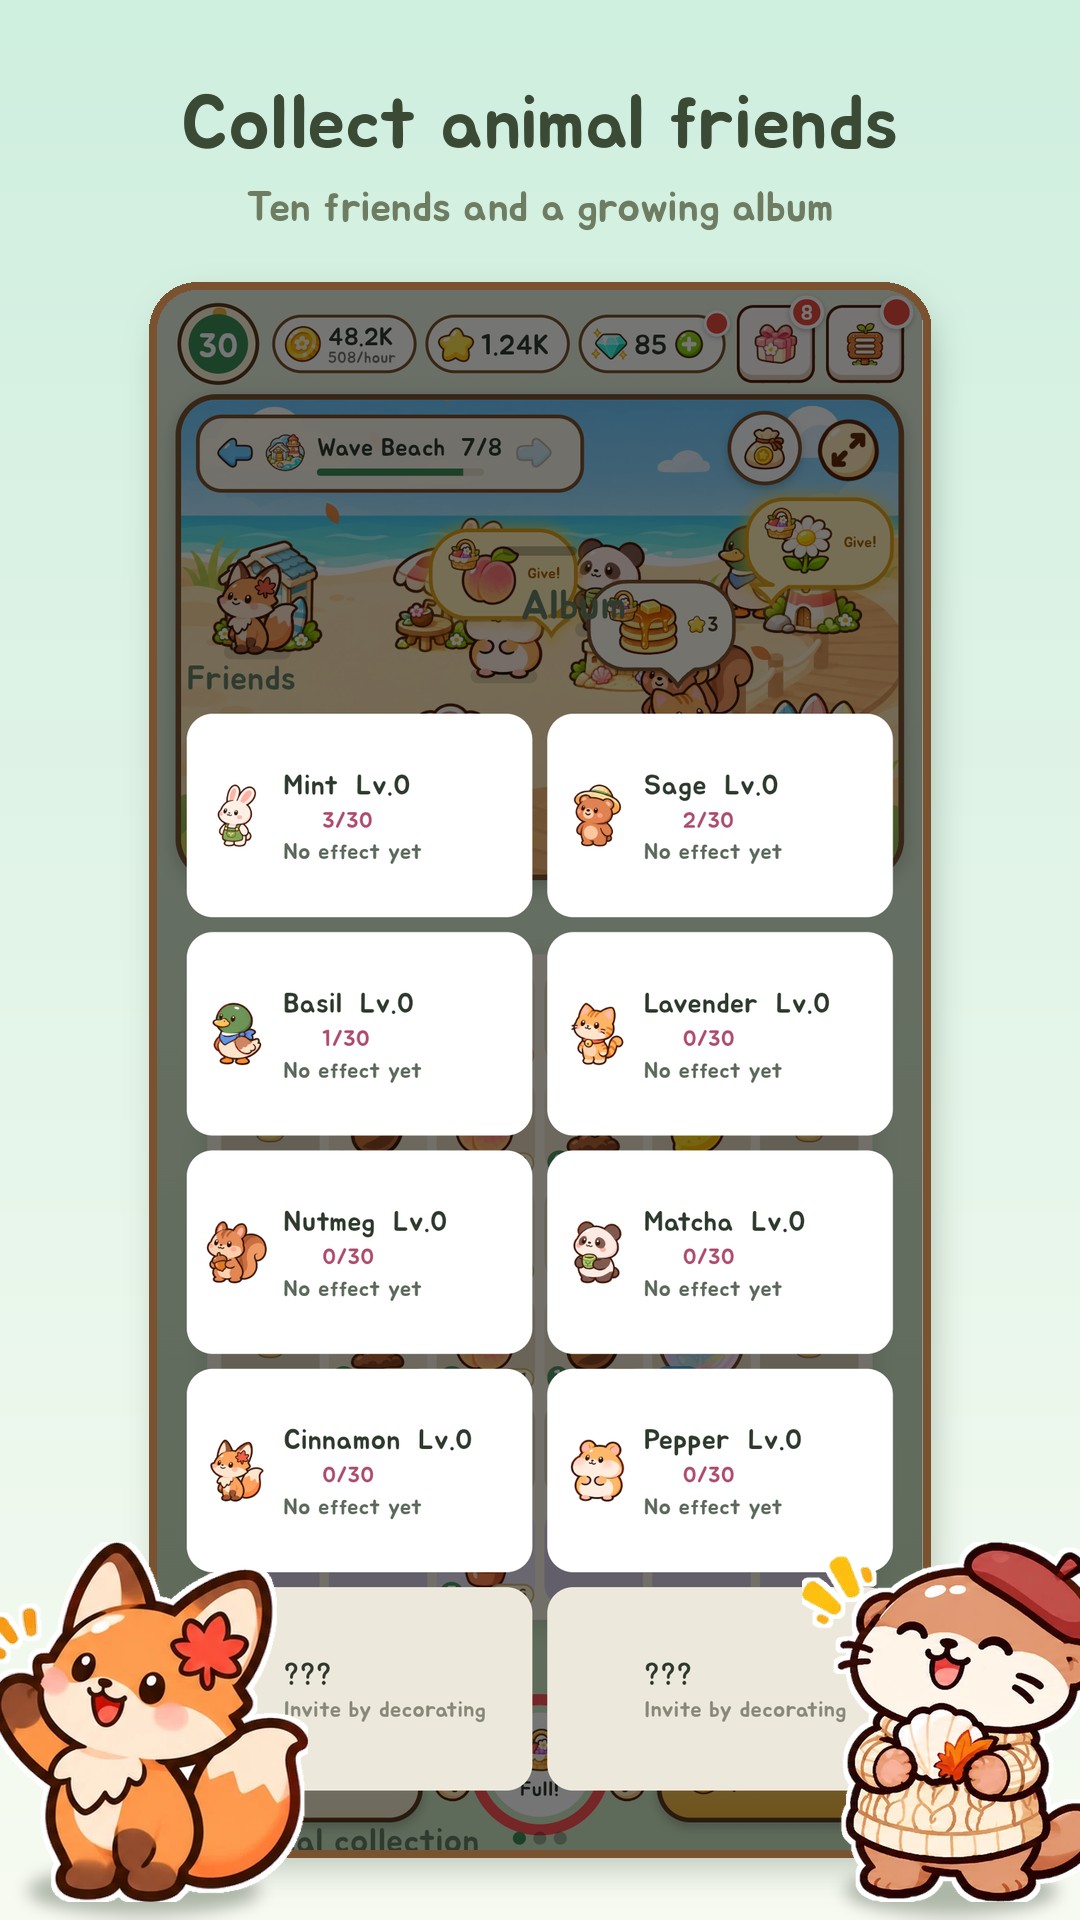 Collect animal friends
Ten friends and a growing album
30
48.2K
508/hour
1.24K
85
8
Wave Beach 7/8
Give!
Give!
Album
3
Friends
Mint Lv.0
3/30
No effect yet
Sage Lv.0
2/30
No effect yet
Basil Lv.0
1/30
No effect yet
Lavender Lv.0
0/30
No effect yet
Nutmeg Lv.0
0/30
No effect yet
Matcha Lv.0
0/30
No effect yet
Cinnamon Lv.0
0/30
No effect yet
Pepper Lv.0
0/30
No effect yet
???
Invite by decorating
???
Invite by decorating
Full!
collection